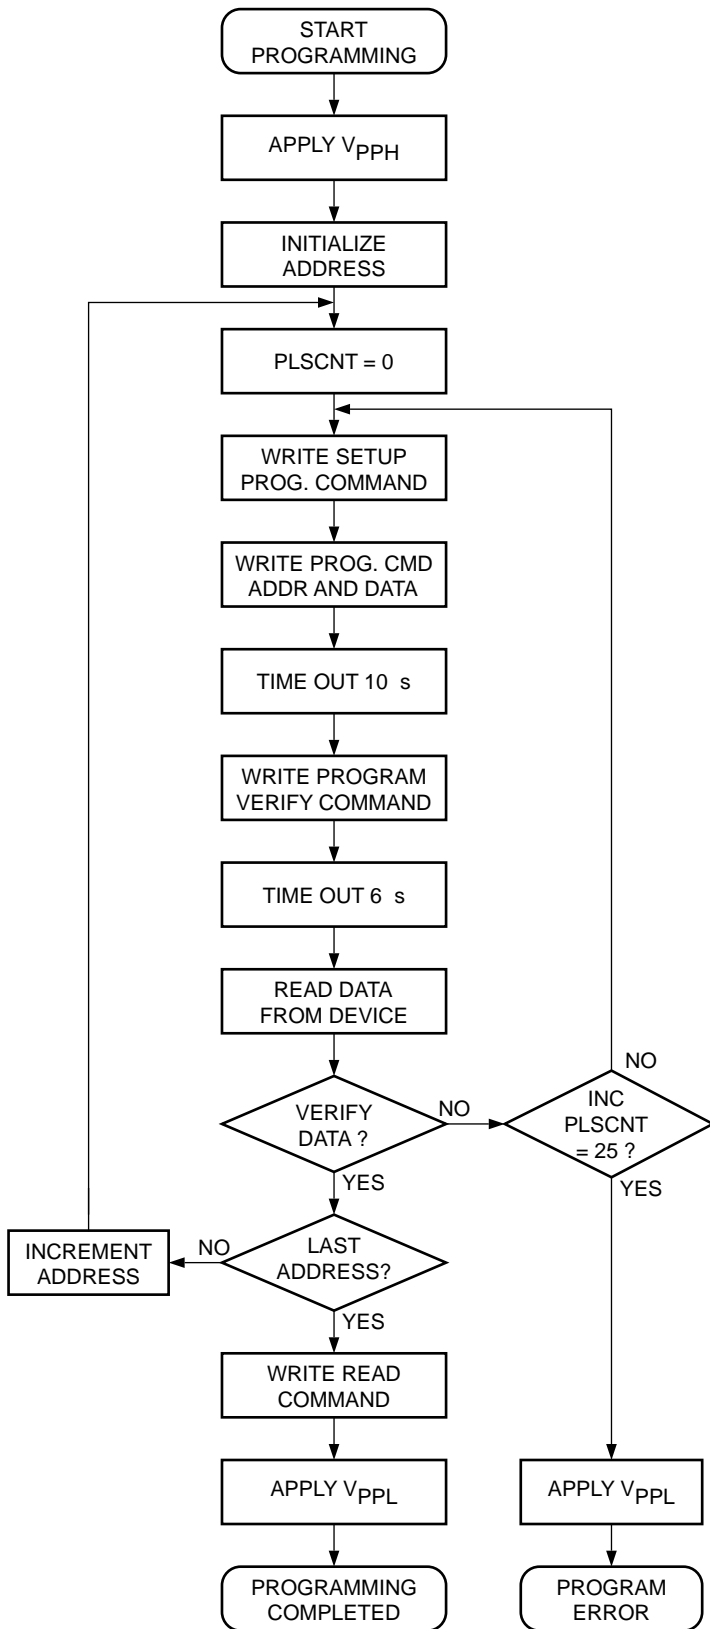 START
PROGRAMMING
APPLY VPPH
INITIALIZE
ADDRESS
PLSCNT = 0
WRITE SETUP
PROG. COMMAND
WRITE PROG. CMD
ADDR AND DATA
TIME OUT 10 s
WRITE PROGRAM
VERIFY COMMAND
TIME OUT 6 s
READ DATA
FROM DEVICE
VERIFY
DATA ?
NO
INC
PLSCNT
= 25 ?
NO
YES
YES
LAST
ADDRESS?
NO
INCREMENT
ADDRESS
YES
WRITE READ
COMMAND
APPLY VPPL
APPLY VPPL
PROGRAMMING
COMPLETED
PROGRAM
ERROR